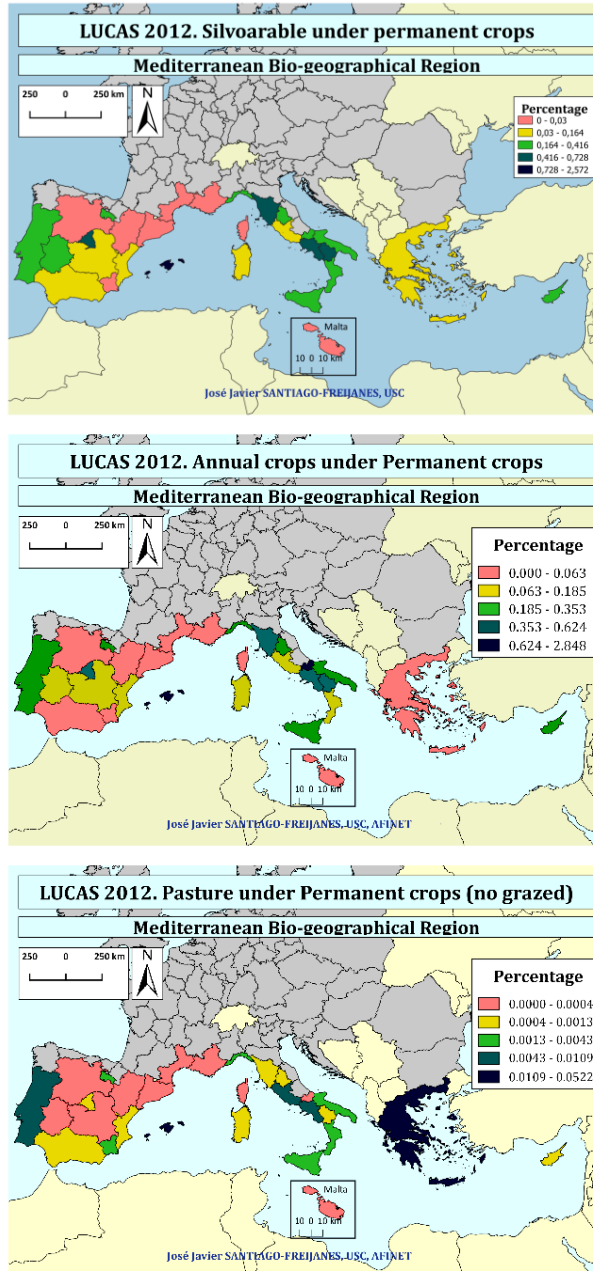 LUCAS 2012. Silvoarable under permanent crops
Mediterranean Bio-geographical Region
250 0 250 km
N
Percentage
0 - 0,03
0,03 - 0,164
0,164 - 0,416
0,416 - 0,728
0,728 - 2,572
Malta
10 0 10 km
José Javier SANTIAGO-FREIJANES, USC
LUCAS 2012. Annual crops under Permanent crops
Mediterranean Bio-geographical Region
250 0 250 km
N
Percentage
0.000 - 0.063
0.063 - 0.185
0.185 - 0.353
0.353 - 0.624
0.624 - 2.848
Malta
10 0 10 km
José Javier SANTIAGO-FREIJANES, USC, AFINET
LUCAS 2012. Pasture under Permanent crops (no grazed)
Mediterranean Bio-geographical Region
250 0 250 km
N
Percentage
0.0000 - 0.0004
0.0004 - 0.0013
0.0013 - 0.0043
0.0043 - 0.0109
0.0109 - 0.0522
Malta
10 0 10 km
José Javier SANTIAGO-FREIJANES, USC, AFINET